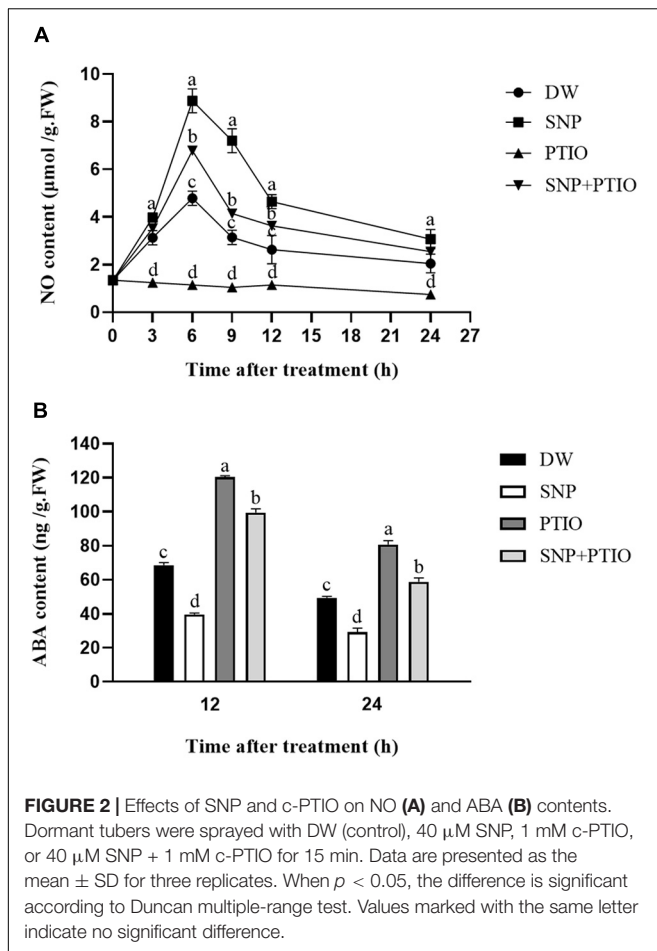 A
10
8
6
4
2
0
NO content (μmol /g.FW)
a
a
b
c
d
a
b
c
d
a
b
c
d
a
d
0 3 6 9 12 15 18 21 24 27
Time after treatment (h)
DW
SNP
PTIO
SNP+PTIO
B
140
120
100
80
60
40
20
0
ABA content (ng /g.FW)
c
d
a
b
c
d
a
b
12 24
Time after treatment (h)
DW
SNP
PTIO
SNP+PTIO
FIGURE 2 | Effects of SNP and c-PTIO on NO (A) and ABA (B) contents.
Dormant tubers were sprayed with DW (control), 40 μM SNP, 1 mM c-PTIO,
or 40 μM SNP + 1 mM c-PTIO for 15 min. Data are presented as the
mean ± SD for three replicates. When p < 0.05, the difference is significant
according to Duncan multiple-range test. Values marked with the same letter
indicate no significant difference.